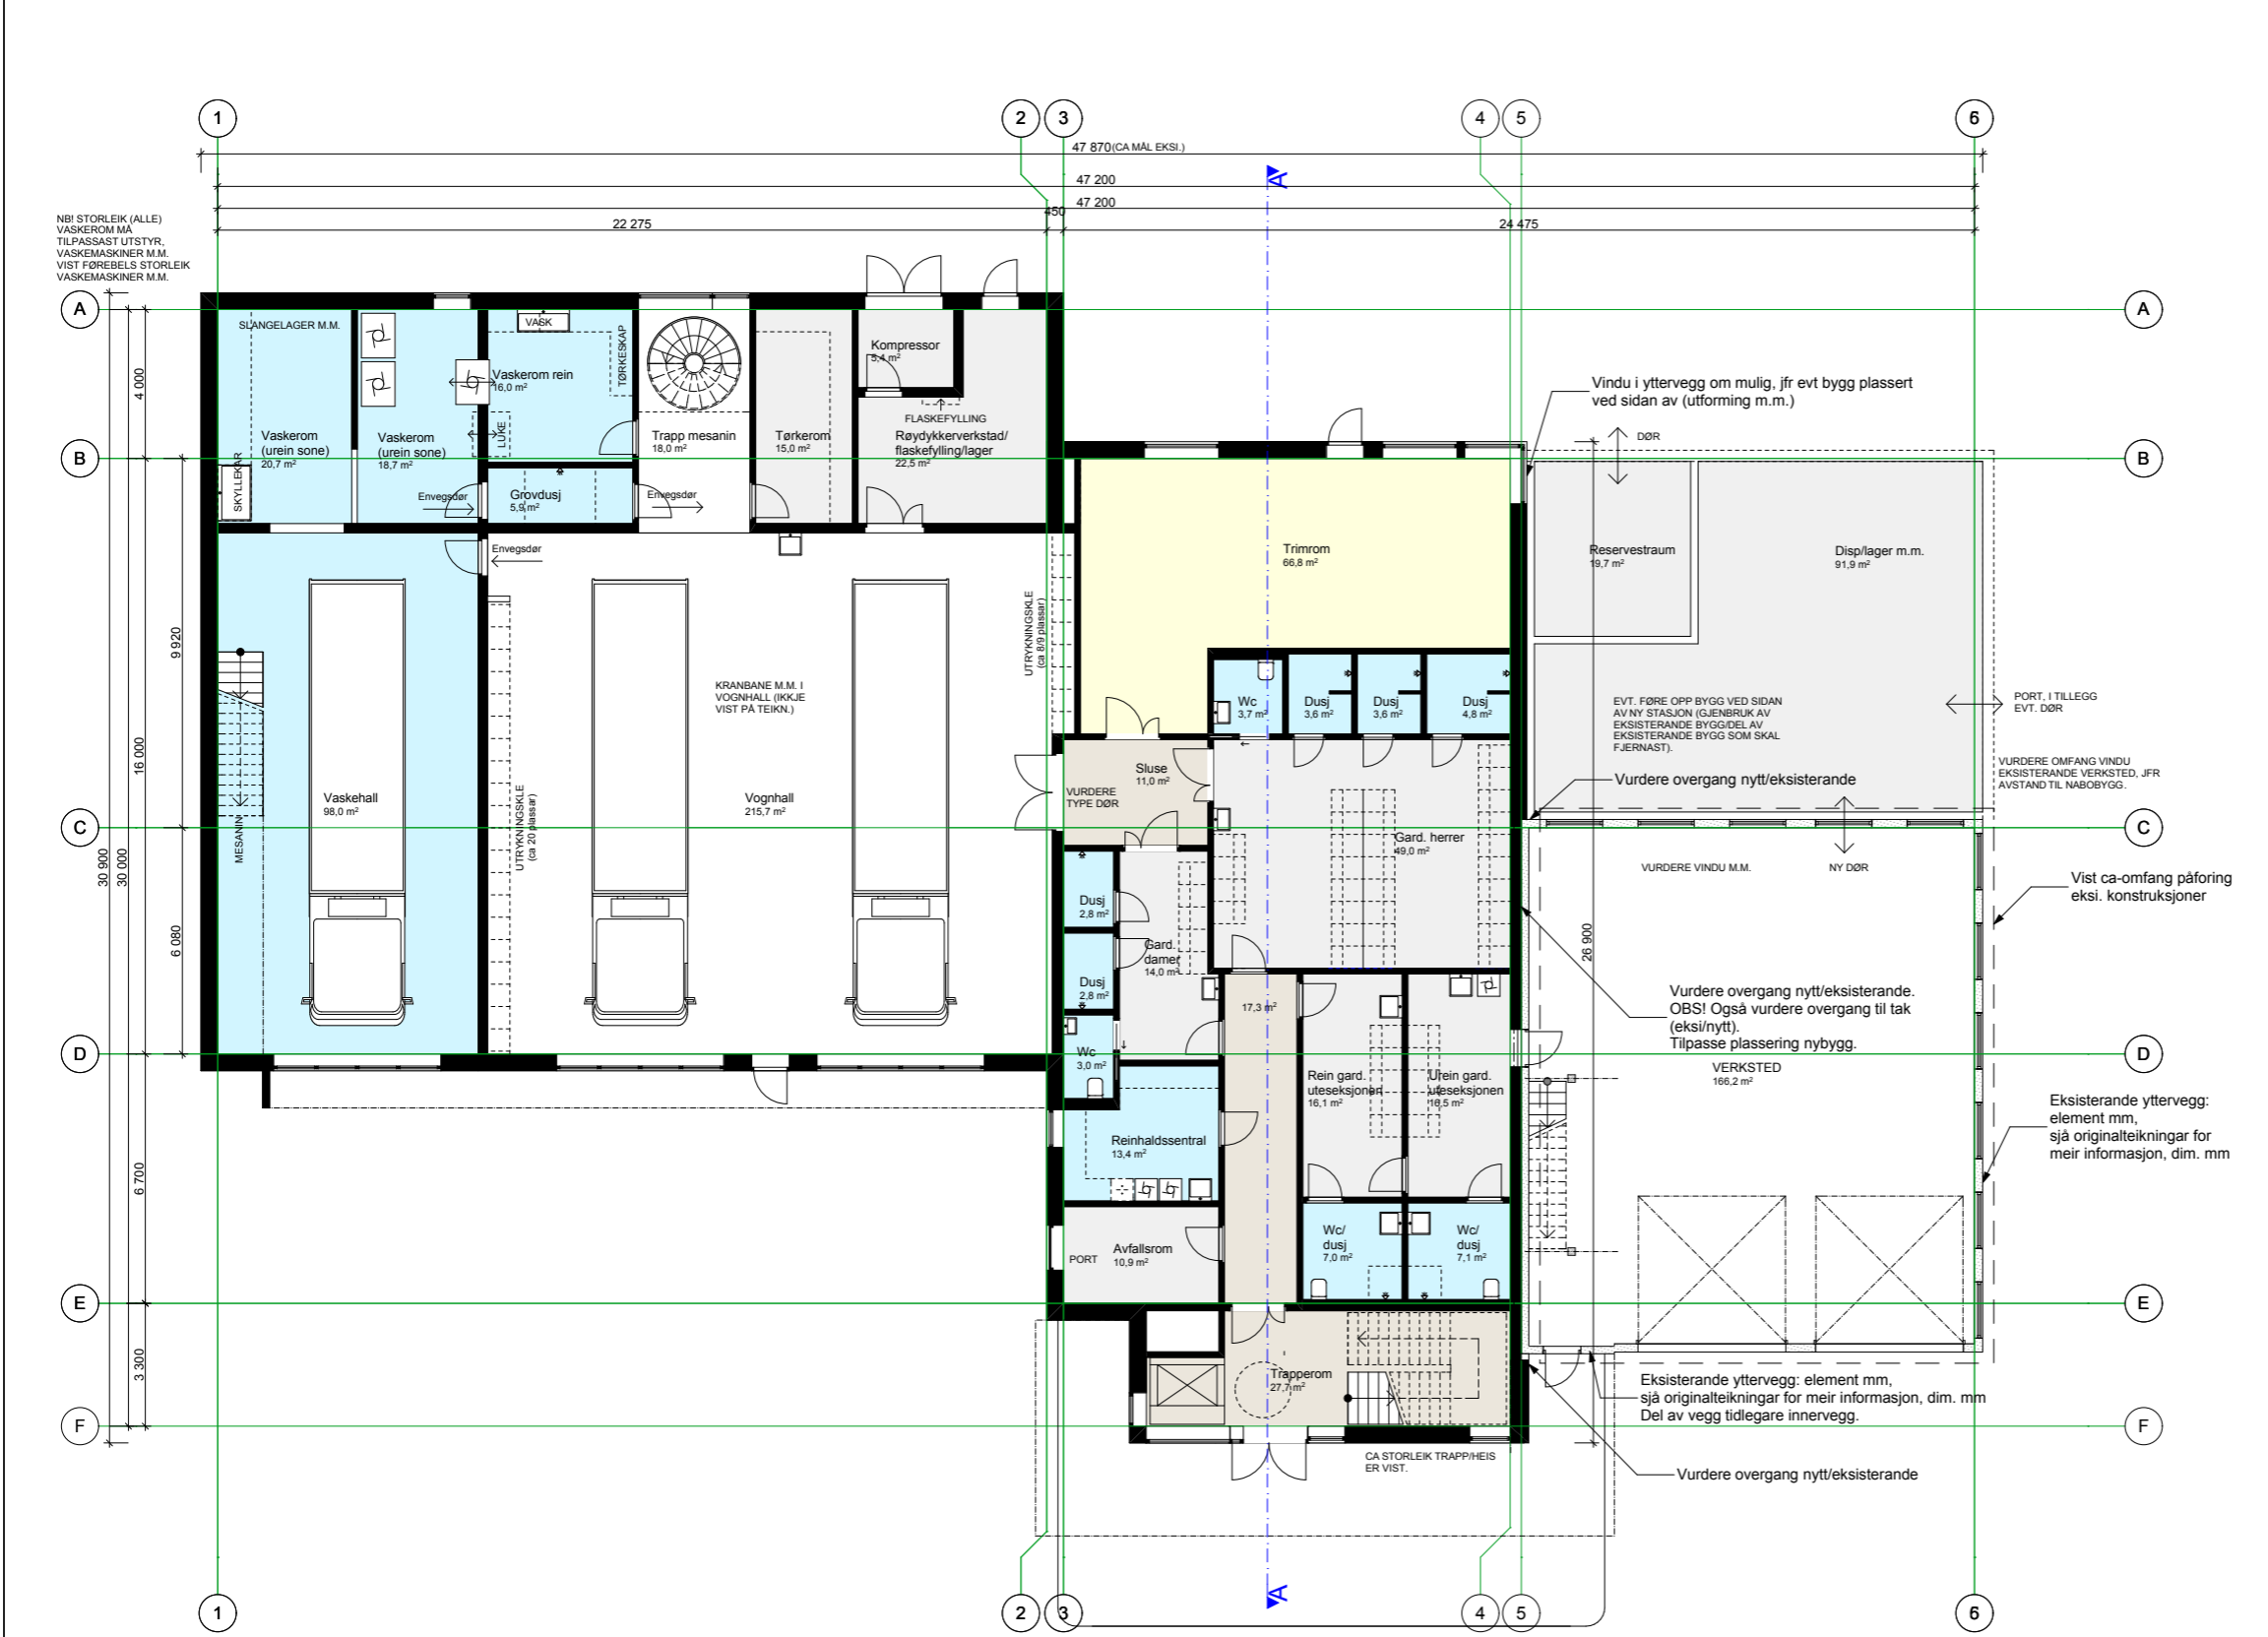 1
2
3
4
5
6
47 870(CA MÅL EKSI.)
A
47 200
47 200
450
22 275
24 475
NB! STORLEIK (ALLE)
VASKEROM MÅ
TILPASSAST UTSTYR,
VASKEMASKINER M.M.
VIST FØREBELS STORLEIK
VASKEMASKINER M.M.
A
A
SLANGELAGER M.M.
VASK
TØRKESKAP
Kompressor
5,4 m²
Vaskerom rein
16,0 m²
4 000
Vindu i yttervegg om mulig, jfr evt bygg plassert
ved sidan av (utforming m.m.)
FLASKEFYLLING
Røydykkerverkstad/
flaskefylling/lager
22,5 m²
LUKE
Vaskerom
(urein sone)
20,7 m²
Vaskerom
(urein sone)
18,7 m²
Trapp mesanin
18,0 m²
Tørkerom
15,0 m²
DØR
B
B
SKYLLEKAR
Envegsdør
Grovdusj
5,9 m²
Envegsdør
Envegsdør
Trimrom
66,8 m²
Reservestraum
19,7 m²
Disp/lager m.m.
91,9 m²
9 920
UTRYKNINGSKLE
(ca 8/9 plassar)
KRANBANE M.M. I
VOGNHALL (IKKJE
VIST PÅ TEIKN.)
Wc
3,7 m²
Dusj
3,6 m²
Dusj
3,6 m²
Dusj
4,8 m²
EVT. FØRE OPP BYGG VED SIDAN
AV NY STASJON (GJENBRUK AV
EKSISTERANDE BYGG/DEL AV
EKSISTERANDE BYGG SOM SKAL
FJERNAST).
PORT, I TILLEGG
EVT. DØR
16 000
Sluse
11,0 m²
VURDERE
TYPE DØR
Vurdere overgang nytt/eksisterande
VURDERE OMFANG VINDU
EKSISTERANDE VERKSTED, JFR
AVSTAND TIL NABOBYGG.
Vaskehall
98,0 m²
Vognhall
215,7 m²
MESANIN
UTRYKNINGSKLE
(ca 20 plassar)
C
C
30 900
30 000
Gard. herrer
49,0 m²
VURDERE VINDU M.M.
NY DØR
Vist ca-omfang påforing
eksi. konstruksjoner
Dusj
2,8 m²
6 080
26 900
Gard.
damer
14,0 m²
Dusj
2,8 m²
17,3 m²
Vurdere overgang nytt/eksisterande.
OBS! Også vurdere overgang til tak
(eksi/nytt).
Tilpasse plassering nybygg.
D
D
Wc
3,0 m²
VERKSTED
166,2 m²
Rein gard.
uteseksjonen
16,1 m²
Urein gard.
uteseksjonen
16,5 m²
Eksisterande yttervegg:
element mm,
sjå originalteikningar for
meir informasjon, dim. mm
Reinhaldssentral
13,4 m²
6 700
Wc/
dusj
7,0 m²
Wc/
dusj
7,1 m²
PORT
Avfallsrom
10,9 m²
E
E
3 300
Trapperom
27,7 m²
Eksisterande yttervegg: element mm,
sjå originalteikningar for meir informasjon, dim. mm
Del av vegg tidlegare innervegg.
F
F
CA STORLEIK TRAPP/HEIS
ER VIST.
Vurdere overgang nytt/eksisterande
A
1
2
3
4
5
6